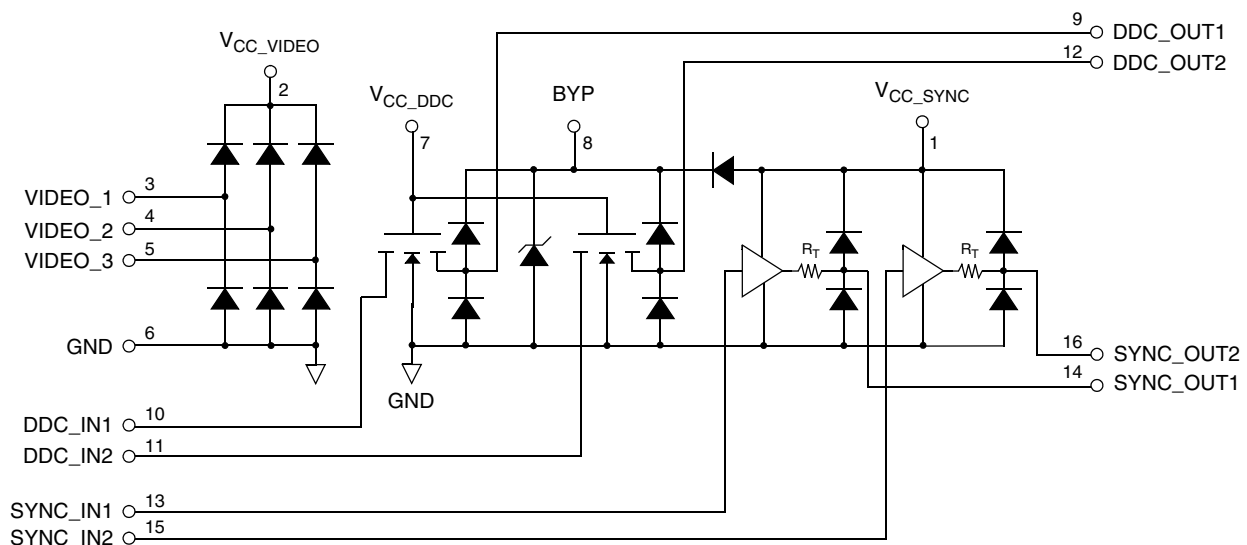 9
DDC_OUT1
12
DDC_OUT2
VCC_VIDEO
2
VCC_DDC
7
BYP
8
VCC_SYNC
1
VIDEO_1
3
VIDEO_2
4
VIDEO_3
5
RT
RT
GND
6
GND
16
SYNC_OUT2
14
SYNC_OUT1
DDC_IN1
10
DDC_IN2
11
SYNC_IN1
13
SYNC_IN2
15